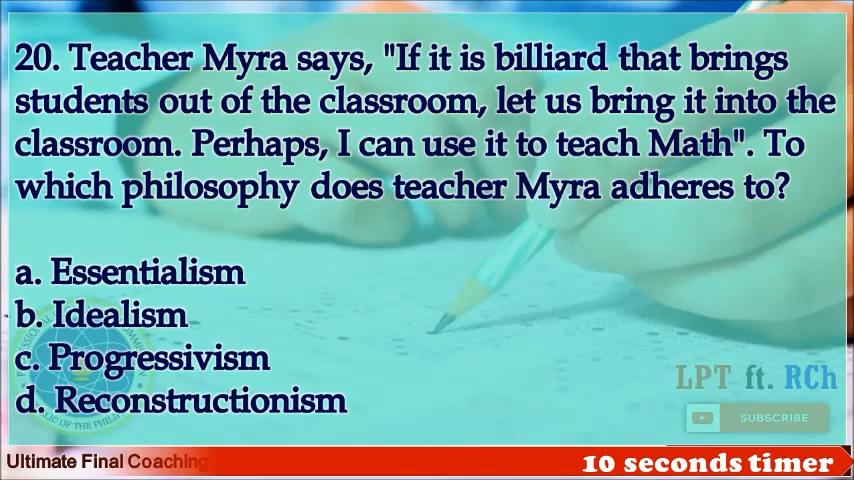 20. Teacher Myra says, "If it is billiard that brings
students out of the classroom, let us bring it into the
classroom. Perhaps, I can use it to teach Math". To
which philosophy does teacher Myra adheres to?
a. Essentialism
b. Idealism
c. Progressivism
d. Reconstructionism
LPT ft. RCh
SUBSCRIBE
Ultimate Final Coaching
10 seconds timer